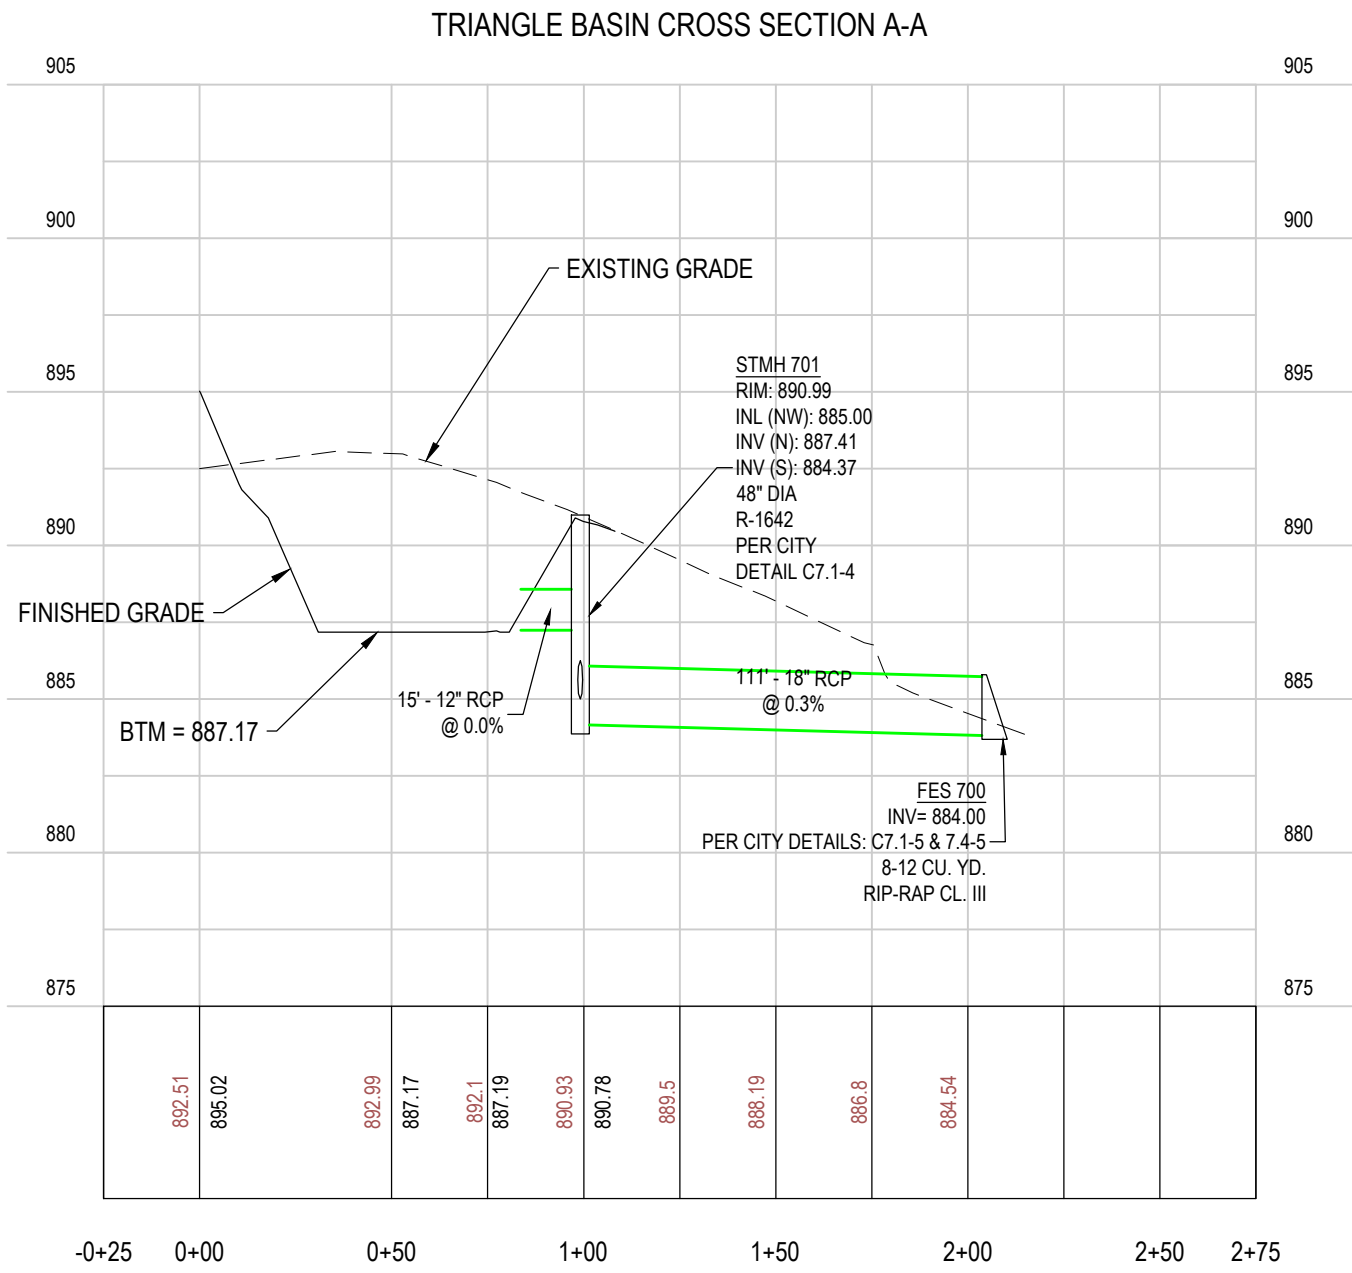 TRIANGLE BASIN CROSS SECTION A-A
905
905
900
900
EXISTING GRADE
895
895
STMH 701
RIM: 890.99
INL (NW): 885.00
INV (N): 887.41
INV (S): 884.37
48" DIA
R-1642
PER CITY
DETAIL C7.1-4
890
890
FINISHED GRADE
885
885
15' - 12" RCP
@ 0.0%
111' - 18" RCP
@ 0.3%
BTM = 887.17
FES 700
INV= 884.00
PER CITY DETAILS: C7.1-5 & 7.4-5
8-12 CU. YD.
RIP-RAP CL. III
880
880
875
875
892.51
895.02
892.99
887.17
892.1
887.19
890.93
890.78
889.5
888.19
886.8
884.54
-0+25
0+00
0+50
1+00
1+50
2+00
2+50
2+75